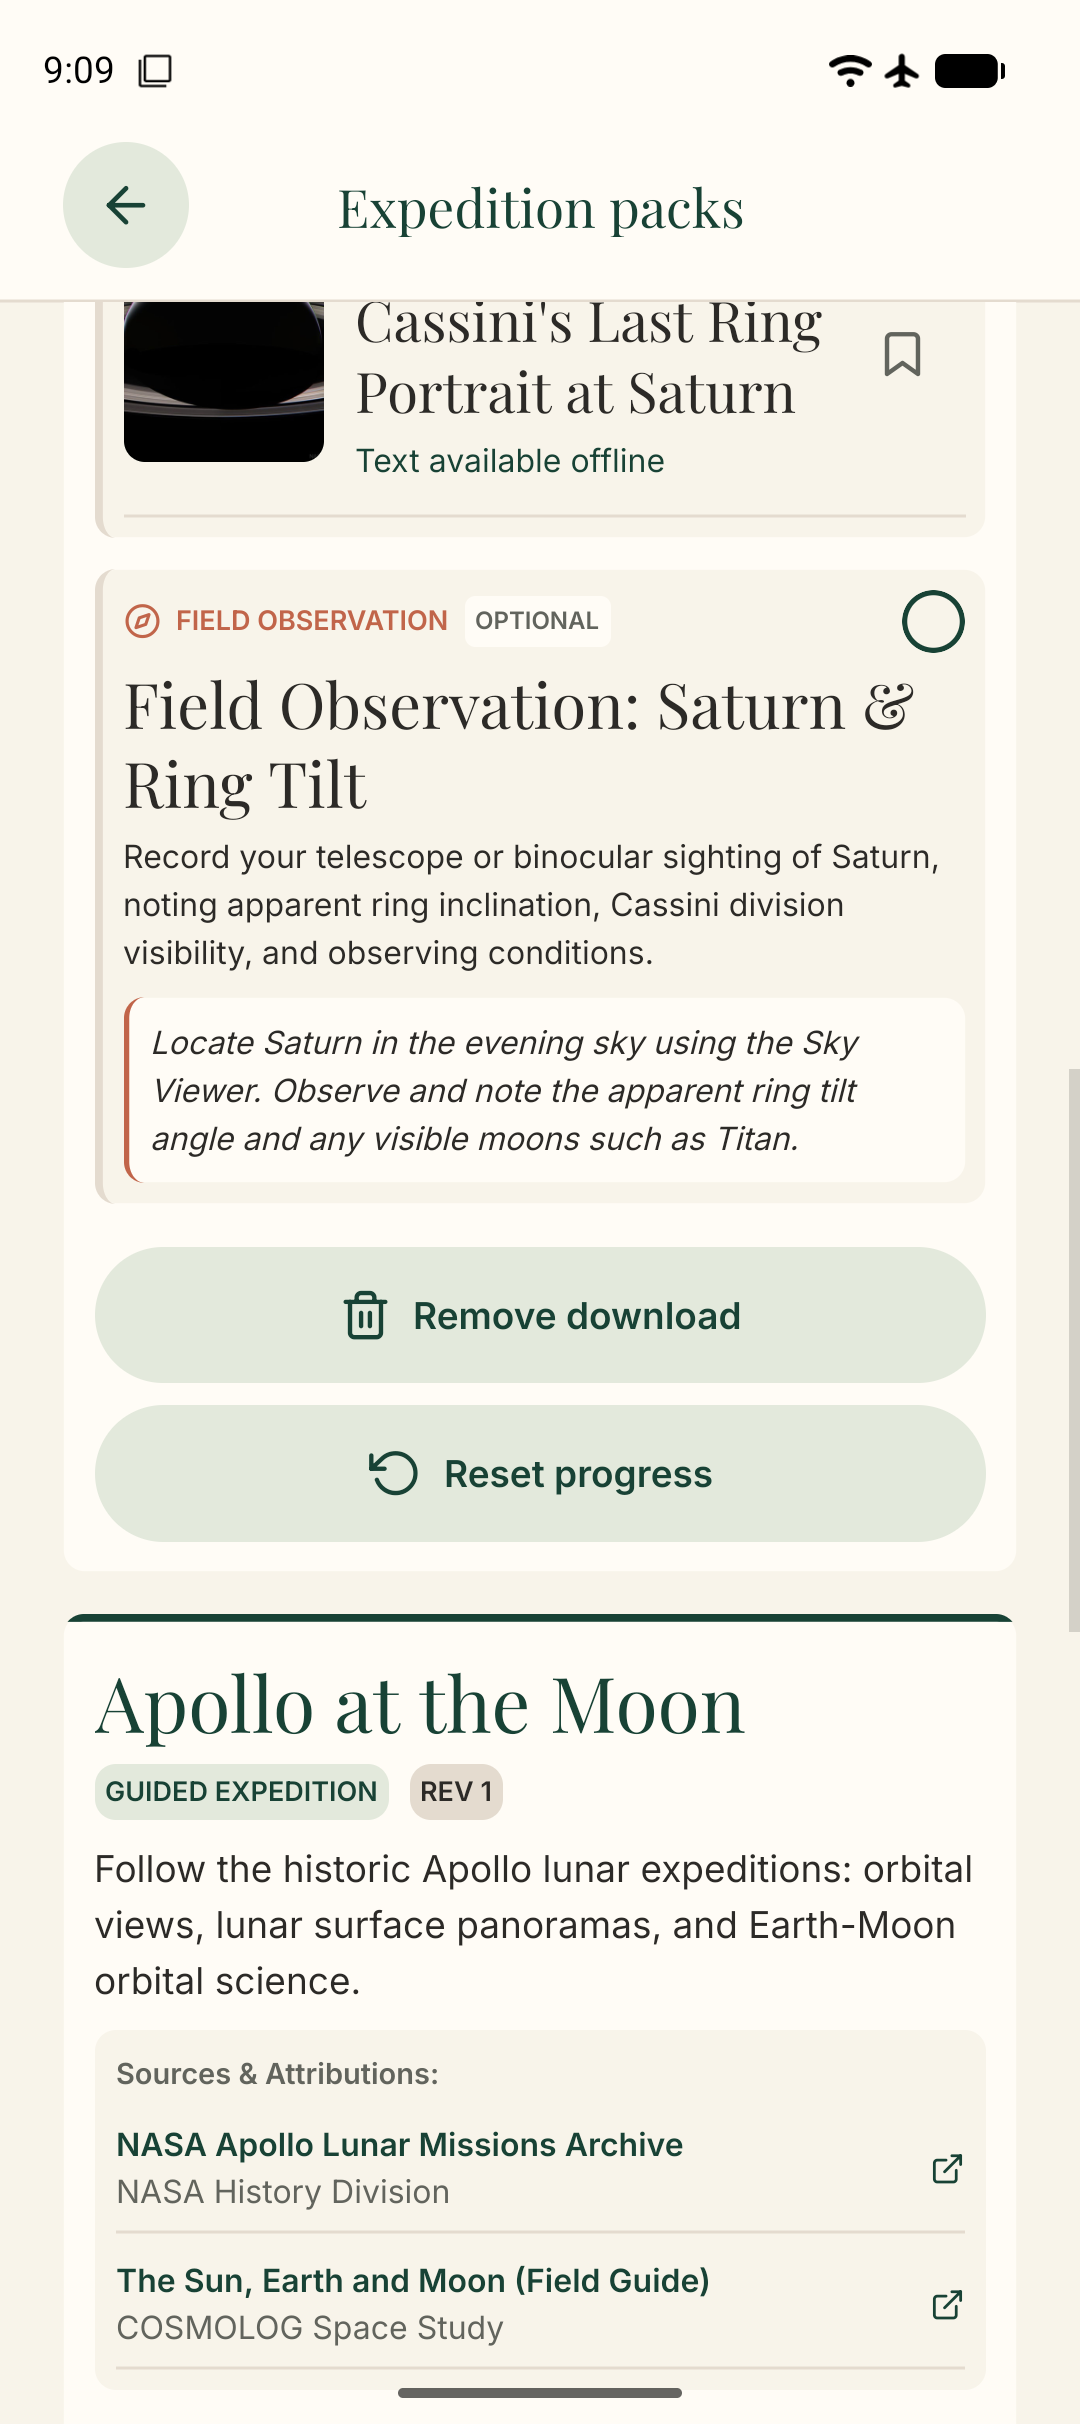 9:09
Expedition packs
Cassini's Last Ring
Portrait at Saturn
Text available offline
FIELD OBSERVATION OPTIONAL
Field Observation: Saturn &
Ring Tilt
Record your telescope or binocular sighting of Saturn,
noting apparent ring inclination, Cassini division
visibility, and observing conditions.
Locate Saturn in the evening sky using the Sky
Viewer. Observe and note the apparent ring tilt
angle and any visible moons such as Titan.
Remove download
Reset progress
Apollo at the Moon
GUIDED EXPEDITION REV 1
Follow the historic Apollo lunar expeditions: orbital
views, lunar surface panoramas, and Earth-Moon
orbital science.
Sources & Attributions:
NASA Apollo Lunar Missions Archive
NASA History Division
The Sun, Earth and Moon (Field Guide)
COSMOLOG Space Study